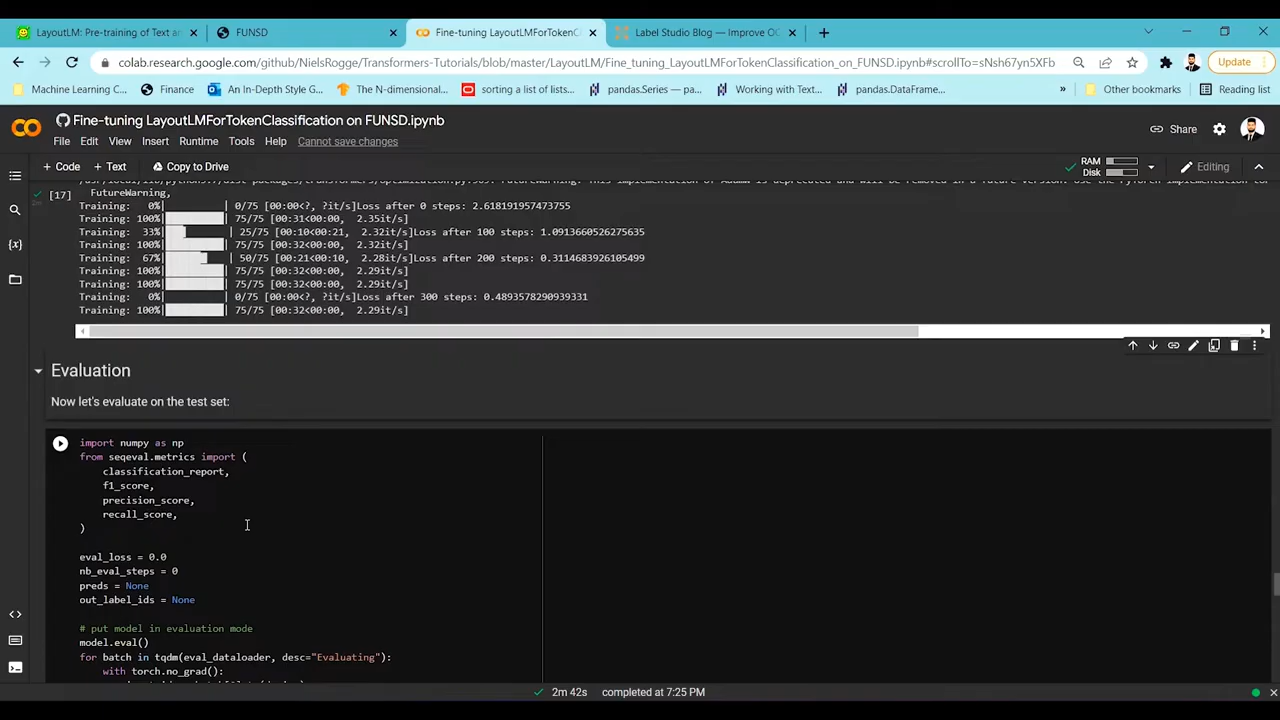 LayoutLM: Pre-training of Text a
FUNSD
Fine-tuning LayoutLMForTokenC
Label Studio Blog — Improve OC
colab.research.google.com/github/NielsRogge/Transformers-Tutorials/blob/master/LayoutLM/Fine_tuning_LayoutLMForTokenClassification_on_FUNSD.ipynb#scrollTo=sNsh67yn5XFb
Update
Machine Learning C...
Finance
An In-Depth Style G...
The N-dimensional...
sorting a list of lists...
pandas.Series — pa...
Working with Text...
pandas.DataFrame...
»
Other bookmarks
Reading list
Fine-tuning LayoutLMForTokenClassification on FUNSD.ipynb
File Edit View Insert Runtime Tools Help Cannot save changes
Share
+ Code + Text Copy to Drive
RAM
Disk
Editing
[17]
FutureWarning,
Training: 0%| | 0/75 [00:00<?, ?it/s]Loss after 0 steps: 2.618191957473755
Training: 100%| | 75/75 [00:31<00:00, 2.35it/s]
Training: 33%| | 25/75 [00:10<00:21, 2.32it/s]Loss after 100 steps: 1.0913660526275635
Training: 100%| | 75/75 [00:32<00:00, 2.32it/s]
Training: 67%| | 50/75 [00:21<00:10, 2.28it/s]Loss after 200 steps: 0.3114683926105499
Training: 100%| | 75/75 [00:32<00:00, 2.29it/s]
Training: 100%| | 75/75 [00:32<00:00, 2.29it/s]
Training: 0%| | 0/75 [00:00<?, ?it/s]Loss after 300 steps: 0.4893578290939331
Training: 100%| | 75/75 [00:32<00:00, 2.29it/s]
Evaluation
Now let's evaluate on the test set:
import numpy as np
from seqeval.metrics import (
classification_report,
f1_score,
precision_score,
recall_score,
)
eval_loss = 0.0
nb_eval_steps = 0
preds = None
out_label_ids = None
# put model in evaluation mode
model.eval()
for batch in tqdm(eval_dataloader, desc="Evaluating"):
with torch.no_grad():
2m 42s completed at 7:25 PM